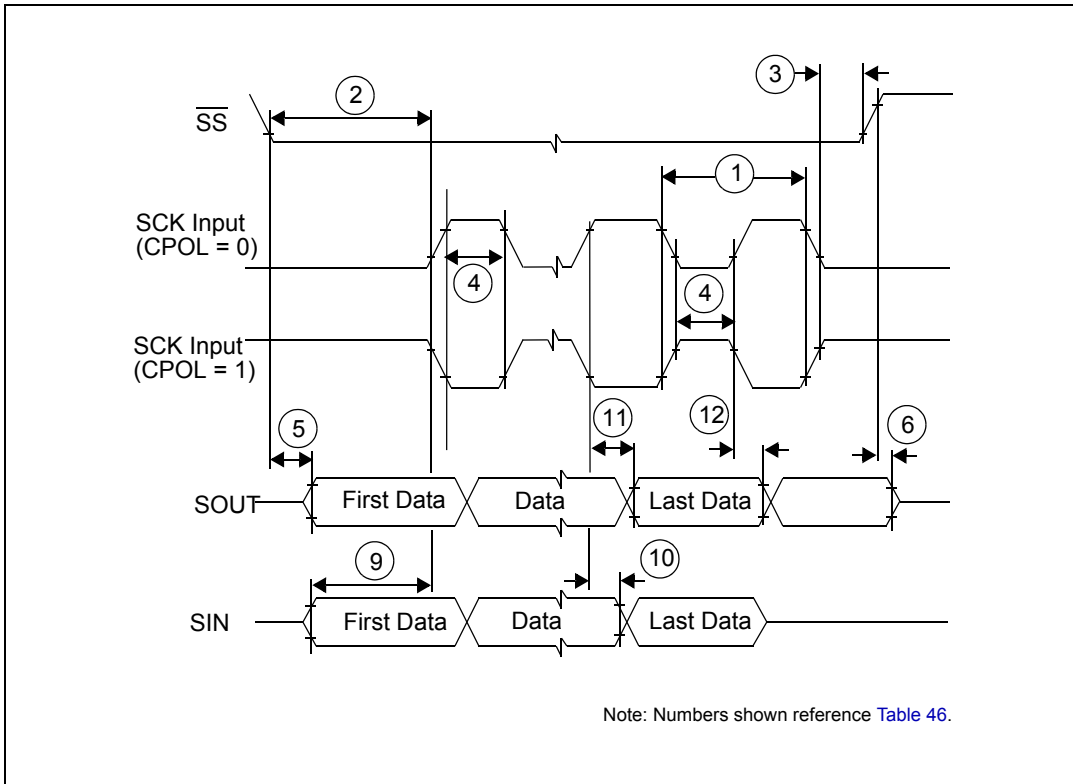 3
2
SS
1
SCK Input
(CPOL = 0)
4
4
SCK Input
(CPOL = 1)
11
12
5
6
SOUT
First Data
Data
Last Data
9
10
SIN
First Data
Data
Last Data
Note: Numbers shown reference Table 46.